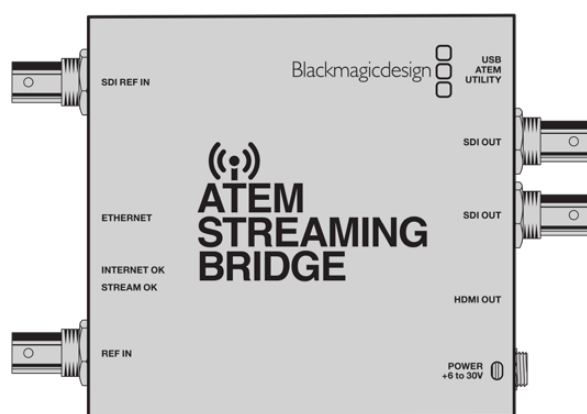 SDI REF IN
Blackmagicdesign
USB
ATEM
UTILITY
SDI OUT
ATEM
STREAMING
BRIDGE
ETHERNET
SDI OUT
INTERNET OK
STREAM OK
HDMI OUT
REF IN
POWER
+6 to 30V